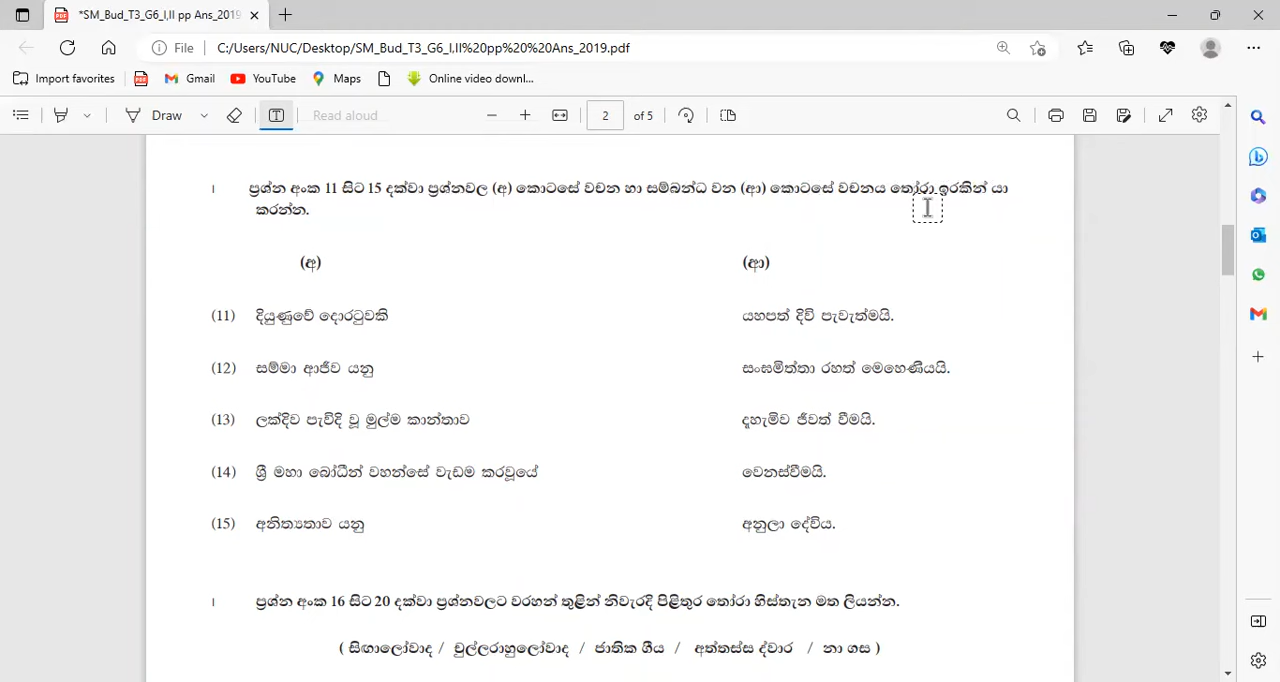 *SM_Bud_T3_G6_I,II pp Ans_2019
File C:/Users/NUC/Desktop/SM_Bud_T3_G6_I,II%20pp%20%20Ans_2019.pdf
Import favorites Gmail YouTube Maps Online video downl...
Draw Read aloud 2 of 5
I ප්‍රශ්න අංක 11 සිට 15 දක්වා ප්‍රශ්නවල (අ) කොටසේ වචන හා සම්බන්ධ වන (ආ) කොටසේ වචනය තෝරා ඉරකින් යා
කරන්න.
(අ) (ආ)
(11) දියුණුවේ දොරටුවකි යහපත් දිවි පැවැත්මයි.
(12) සම්මා ආජීව යනු සංඝමිත්තා රහත් මෙහෙණියයි.
(13) ලක්දිව පැවිදි වූ මුල්ම කාන්තාව දැහැමිව ජීවත් වීමයි.
(14) ශ්‍රී මහා බෝධීන් වහන්සේ වැඩම කරවූයේ වෙනස්වීමයි.
(15) අනිත්‍යතාව යනු අනුලා දේවිය.
I ප්‍රශ්න අංක 16 සිට 20 දක්වා ප්‍රශ්නවලට වරහන් තුළින් නිවැරදි පිළිතුර තෝරා හිස්තැන මත ලියන්න.
( සිඟාලෝවාද / චුල්ලරාහුලෝවාද / ජාතික ගීය / අත්තස්ස ද්වාර / නා ගස )